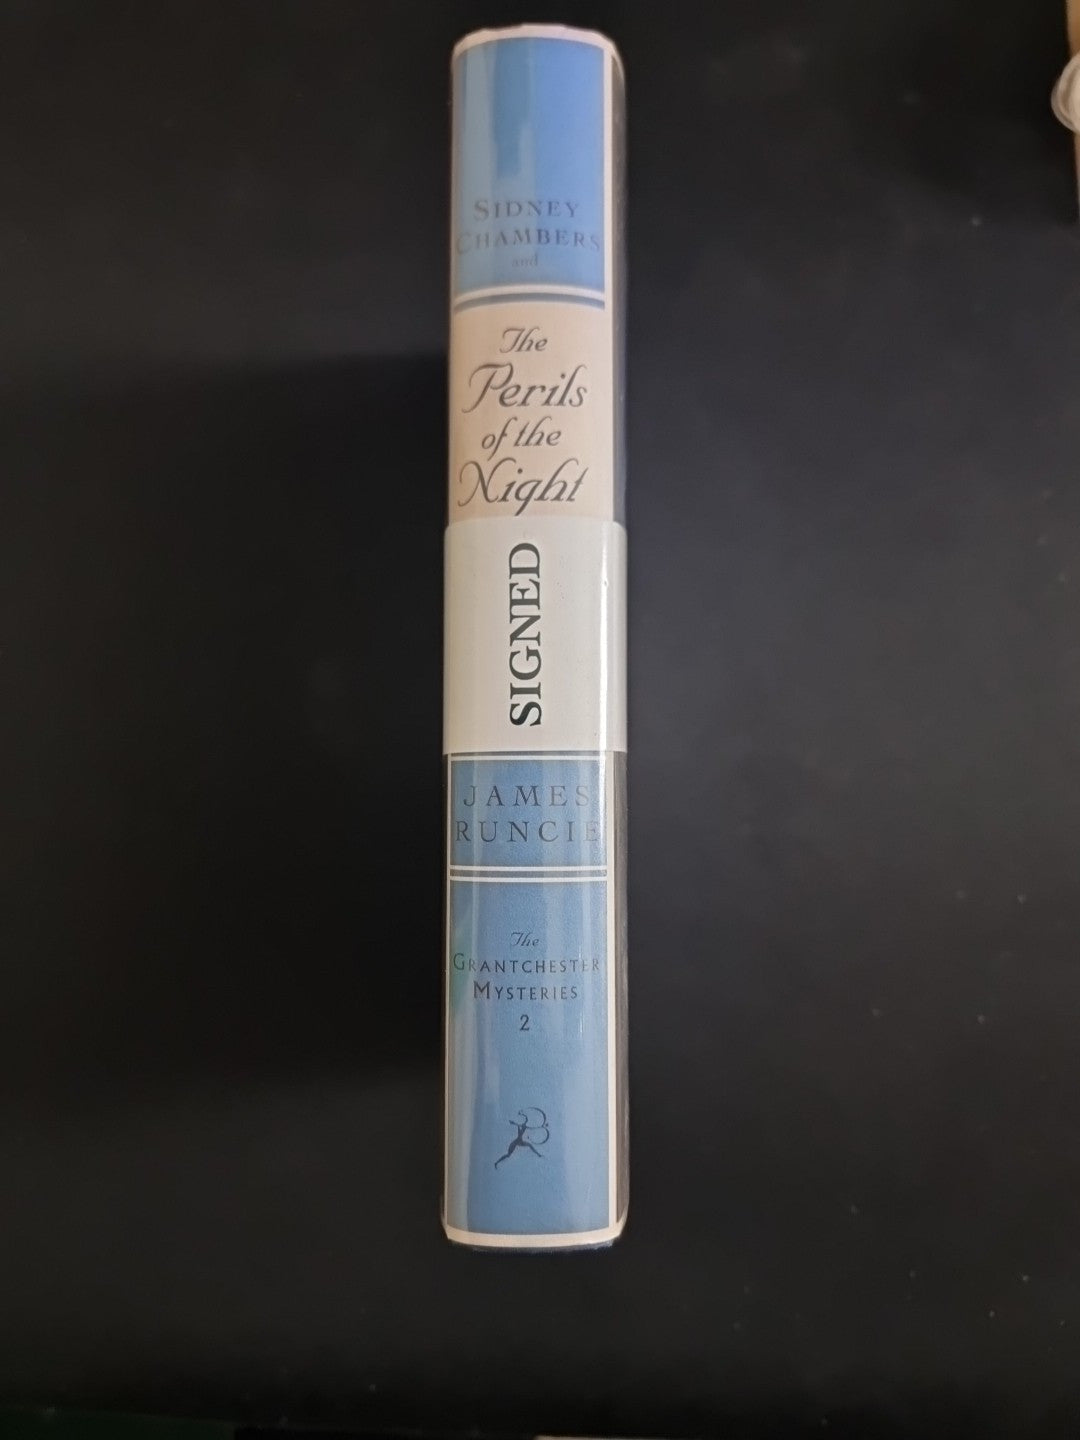 SIDNEY
CHAMBERS
and
The
Perils
of the
Night
SIGNED
JAMES
RUNCIE
The
GRANTCHESTER
MYSTERIES
2
B